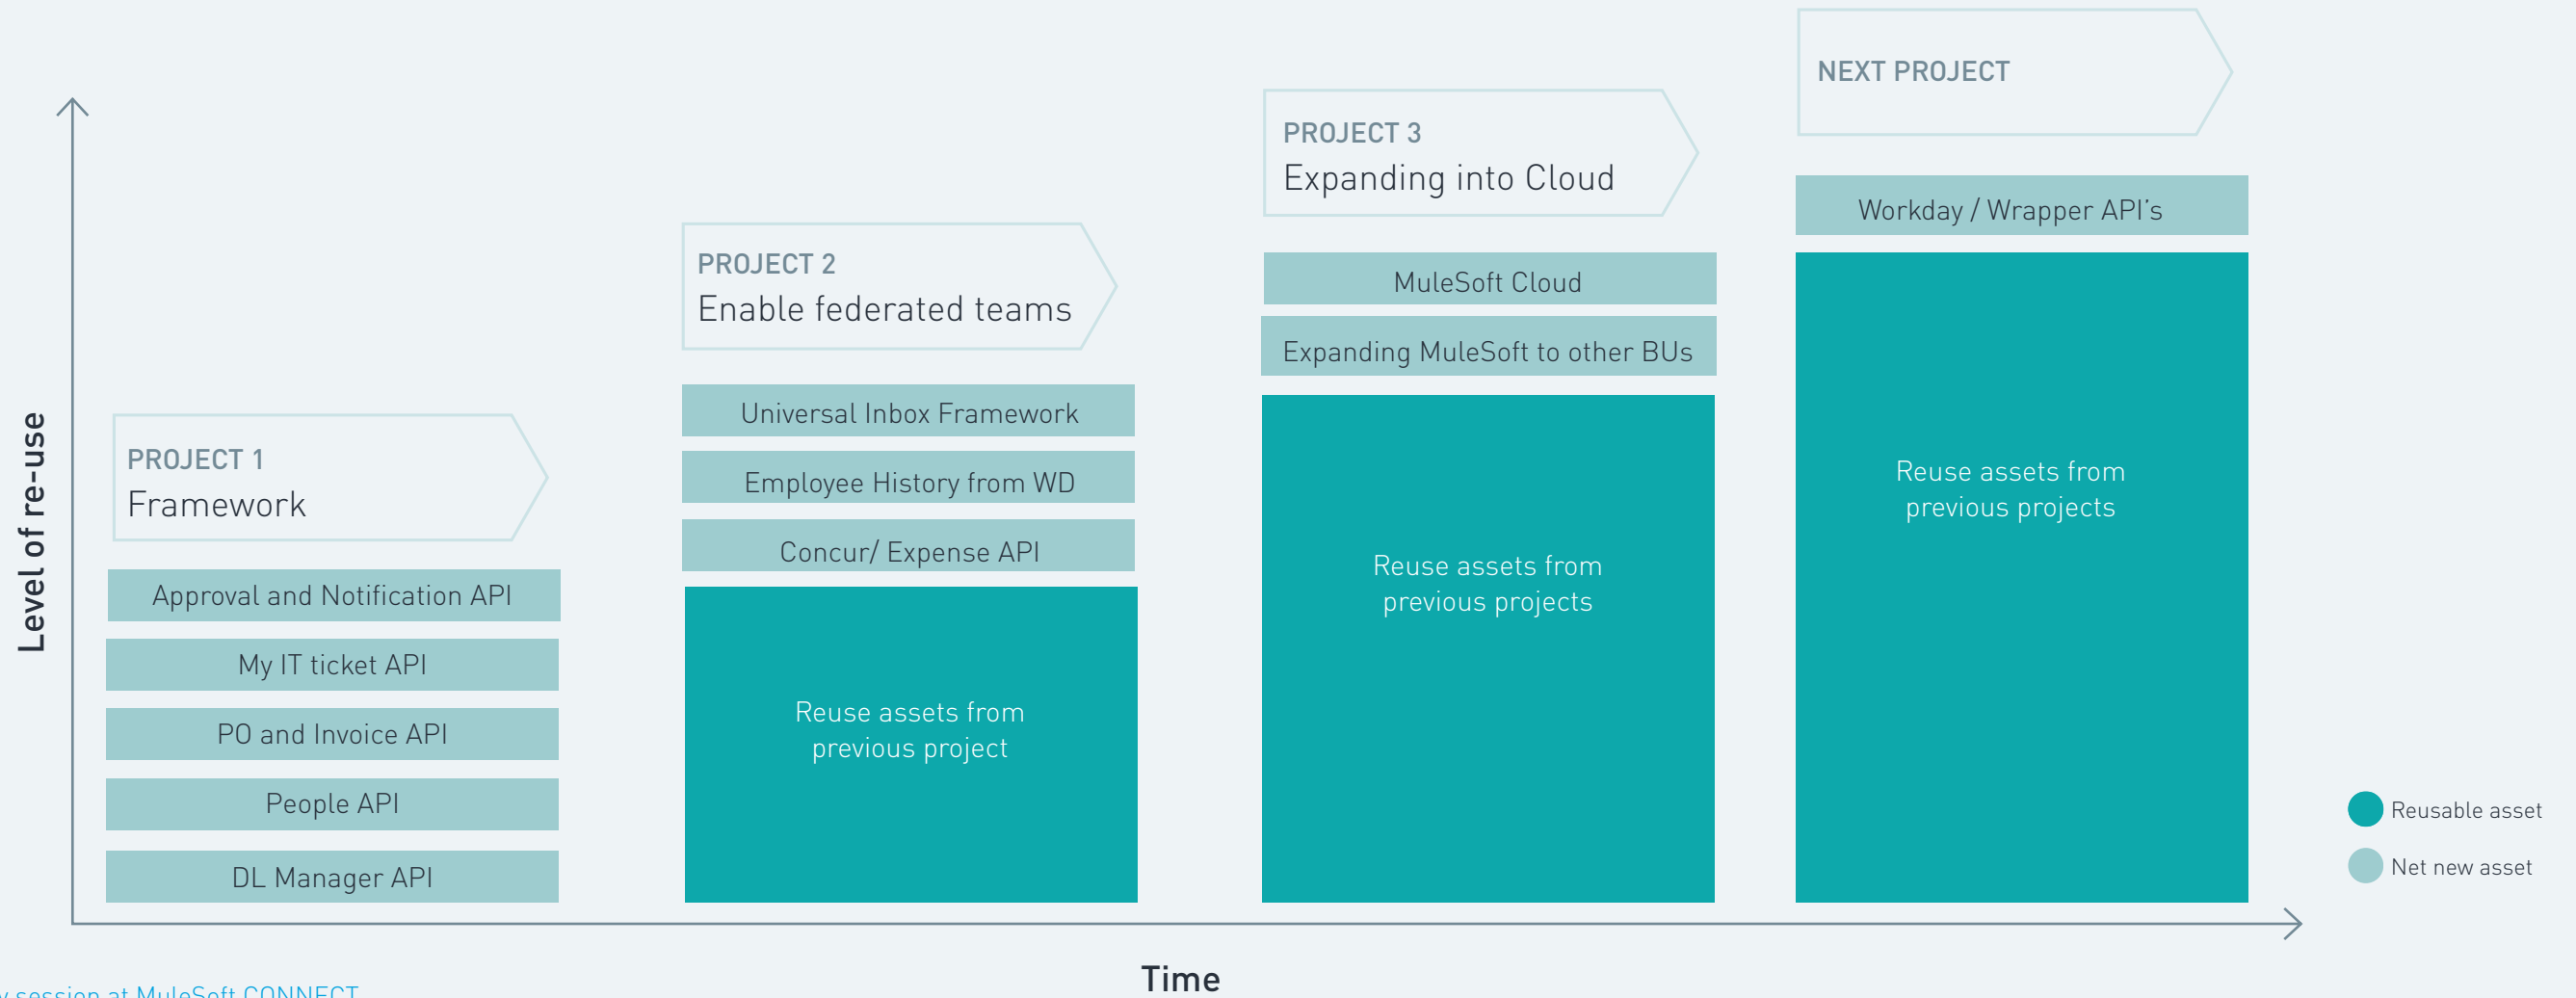 Level of re-use
PROJECT 1
Framework
Approval and Notification API
My IT ticket API
PO and Invoice API
People API
DL Manager API
PROJECT 2
Enable federated teams
Universal Inbox Framework
Employee History from WD
Concur/ Expense API
Reuse assets from
previous project
PROJECT 3
Expanding into Cloud
MuleSoft Cloud
Expanding MuleSoft to other BUs
Reuse assets from
previous projects
NEXT PROJECT
Workday / Wrapper API’s
Reuse assets from
previous projects
Reusable asset
Net new asset
Time
session at MuleSoft CONNECT